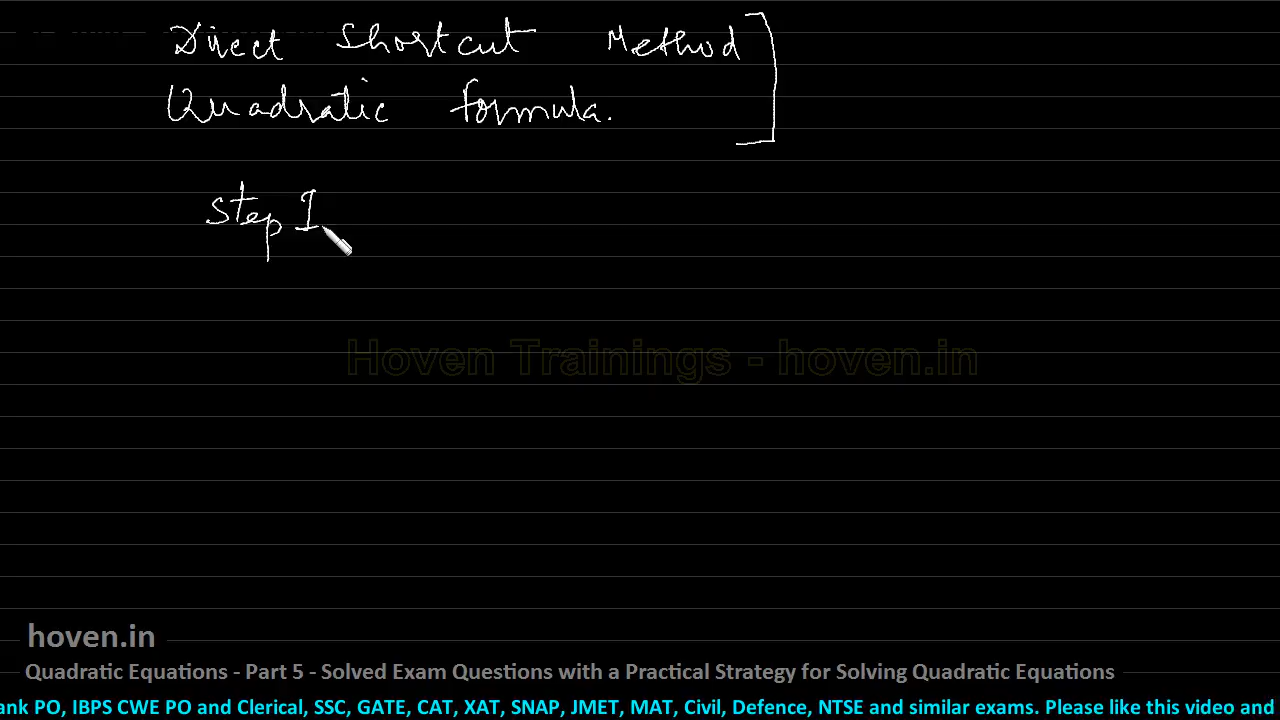 Direct Shortcut Method
Quadratic formula.
Step I
Hoven Trainings - hoven.in
hoven.in
Quadratic Equations - Part 5 - Solved Exam Questions with a Practical Strategy for Solving Quadratic Equations
ank PO, IBPS CWE PO and Clerical, SSC, GATE, CAT, XAT, SNAP, JMET, MAT, Civil, Defence, NTSE and similar exams. Please like this video and